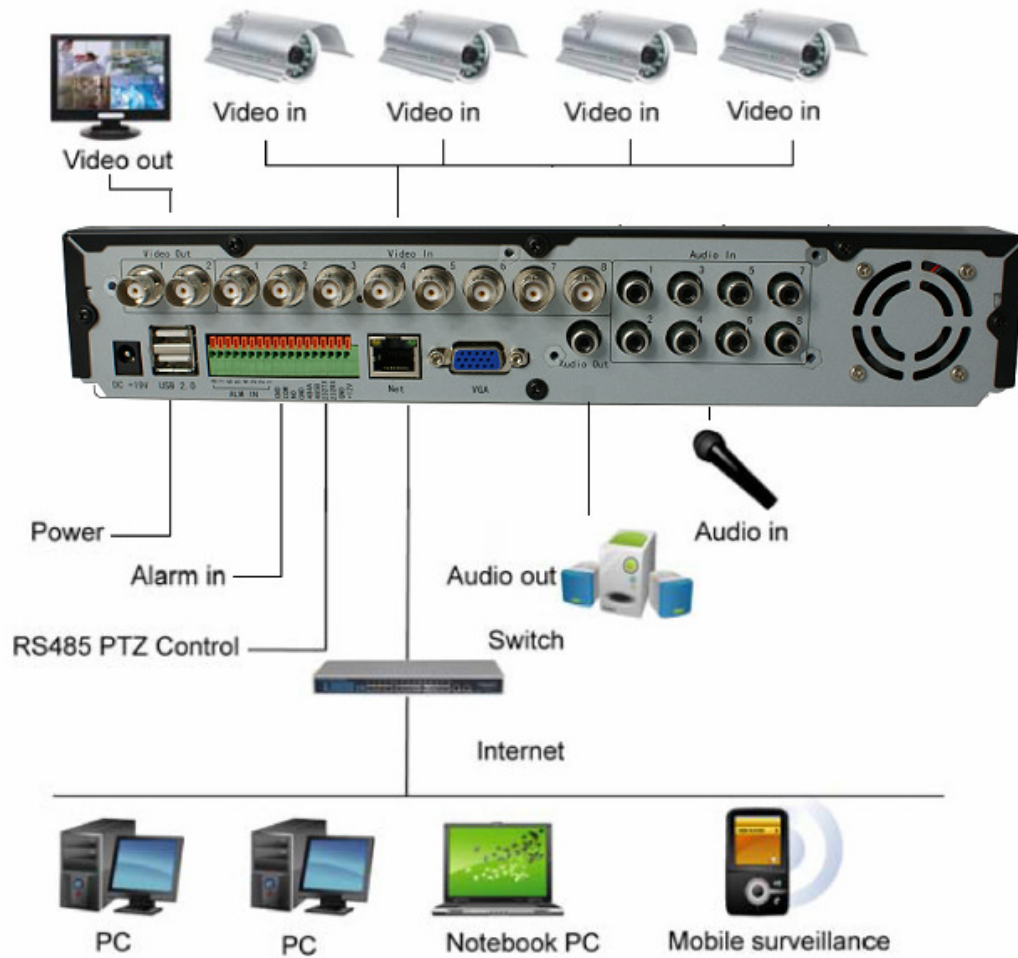 Video in
Video in
Video in
Video in
Video out
Video Out
Video In
Audio In
1 2 1 2 3 4 5 6 7 8
1 3 5 7
2 4 6 8
Audio Out
DC +19V
USB 2.0
ALM IN
Net
VGA
GND
+12V
Power
Alarm in
RS485 PTZ Control
Audio out
Audio in
Switch
Internet
PC
PC
Notebook PC
Mobile surveillance